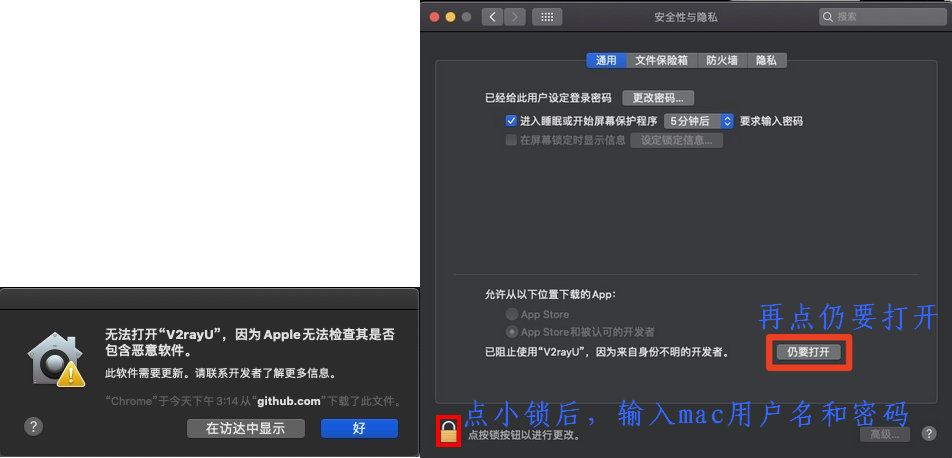 无法打开“V2rayU”，因为 Apple 无法检查其是否
包含恶意软件。
此软件需要更新。请联系开发者了解更多信息。
“Chrome”于今天下午 3:14从“github.com”下载了此文件。
?
在访达中显示
好
安全性与隐私
搜索
通用
文件保险箱
防火墙
隐私
已经给此用户设定登录密码
更改密码...
进入睡眠或开始屏幕保护程序
5 分钟后
要求输入密码
在屏幕锁定时显示信息
设定锁定信息...
允许从以下位置下载的App：
App Store
App Store和被认可的开发者
再点仍要打开
已阻止使用“V2rayU”，因为来自身份不明的开发者。
仍要打开
点小锁后，输入mac用户名和密码
点按锁按钮以进行更改。
高级...
?